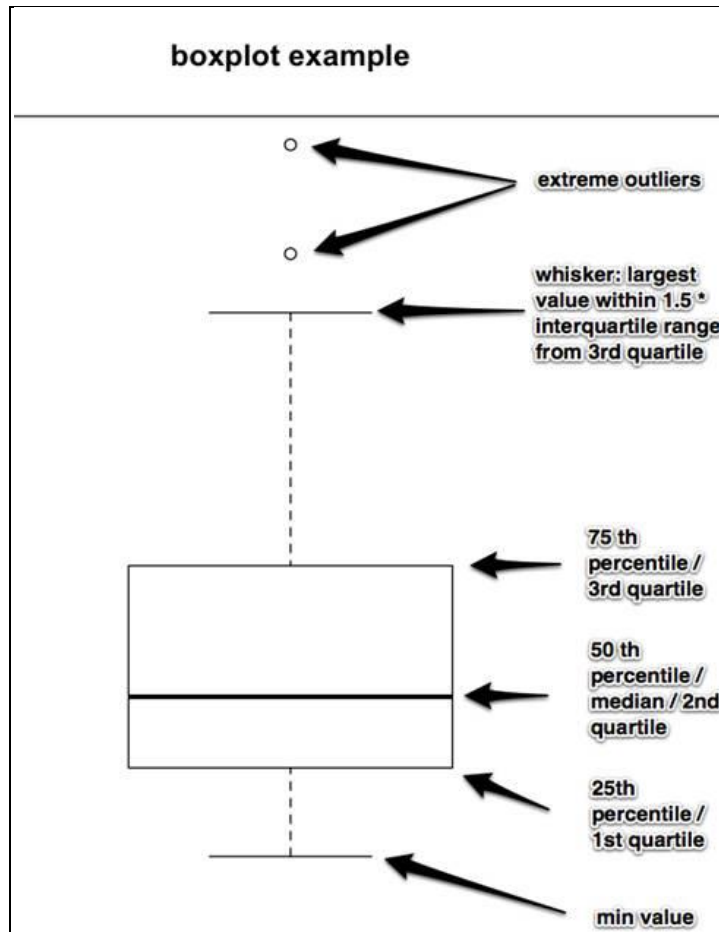 boxplot example
extreme outliers
whisker: largest
value within 1.5 *
interquartile range
from 3rd quartile
75 th
percentile /
3rd quartile
50 th
percentile /
median / 2nd
quartile
25th
percentile /
1st quartile
min value